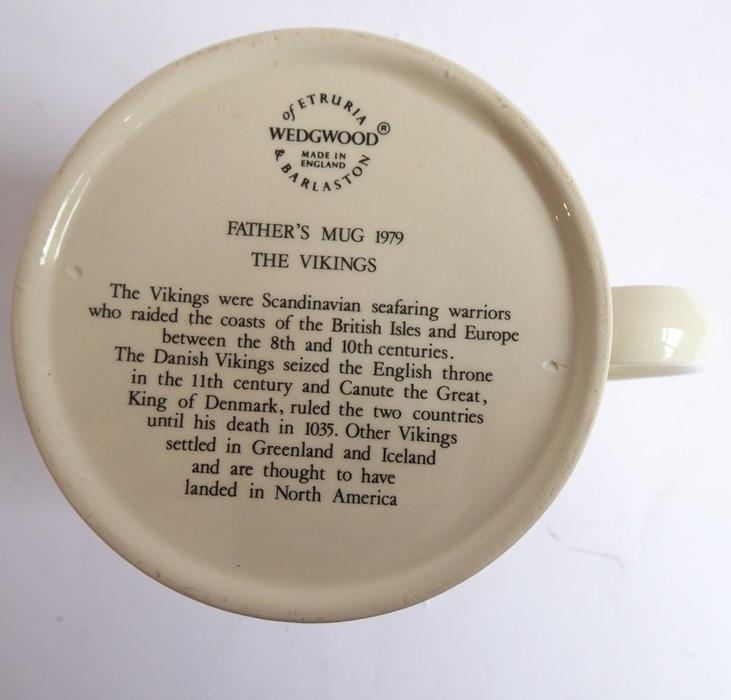 of ETRURIA
WEDGWOOD®
MADE IN
ENGLAND
& BARLASTON
FATHER'S MUG 1979
THE VIKINGS
The Vikings were Scandinavian seafaring warriors
who raided the coasts of the British Isles and Europe
between the 8th and 10th centuries.
The Danish Vikings seized the English throne
in the 11th century and Canute the Great,
King of Denmark, ruled the two countries
until his death in 1035. Other Vikings
settled in Greenland and Iceland
and are thought to have
landed in North America